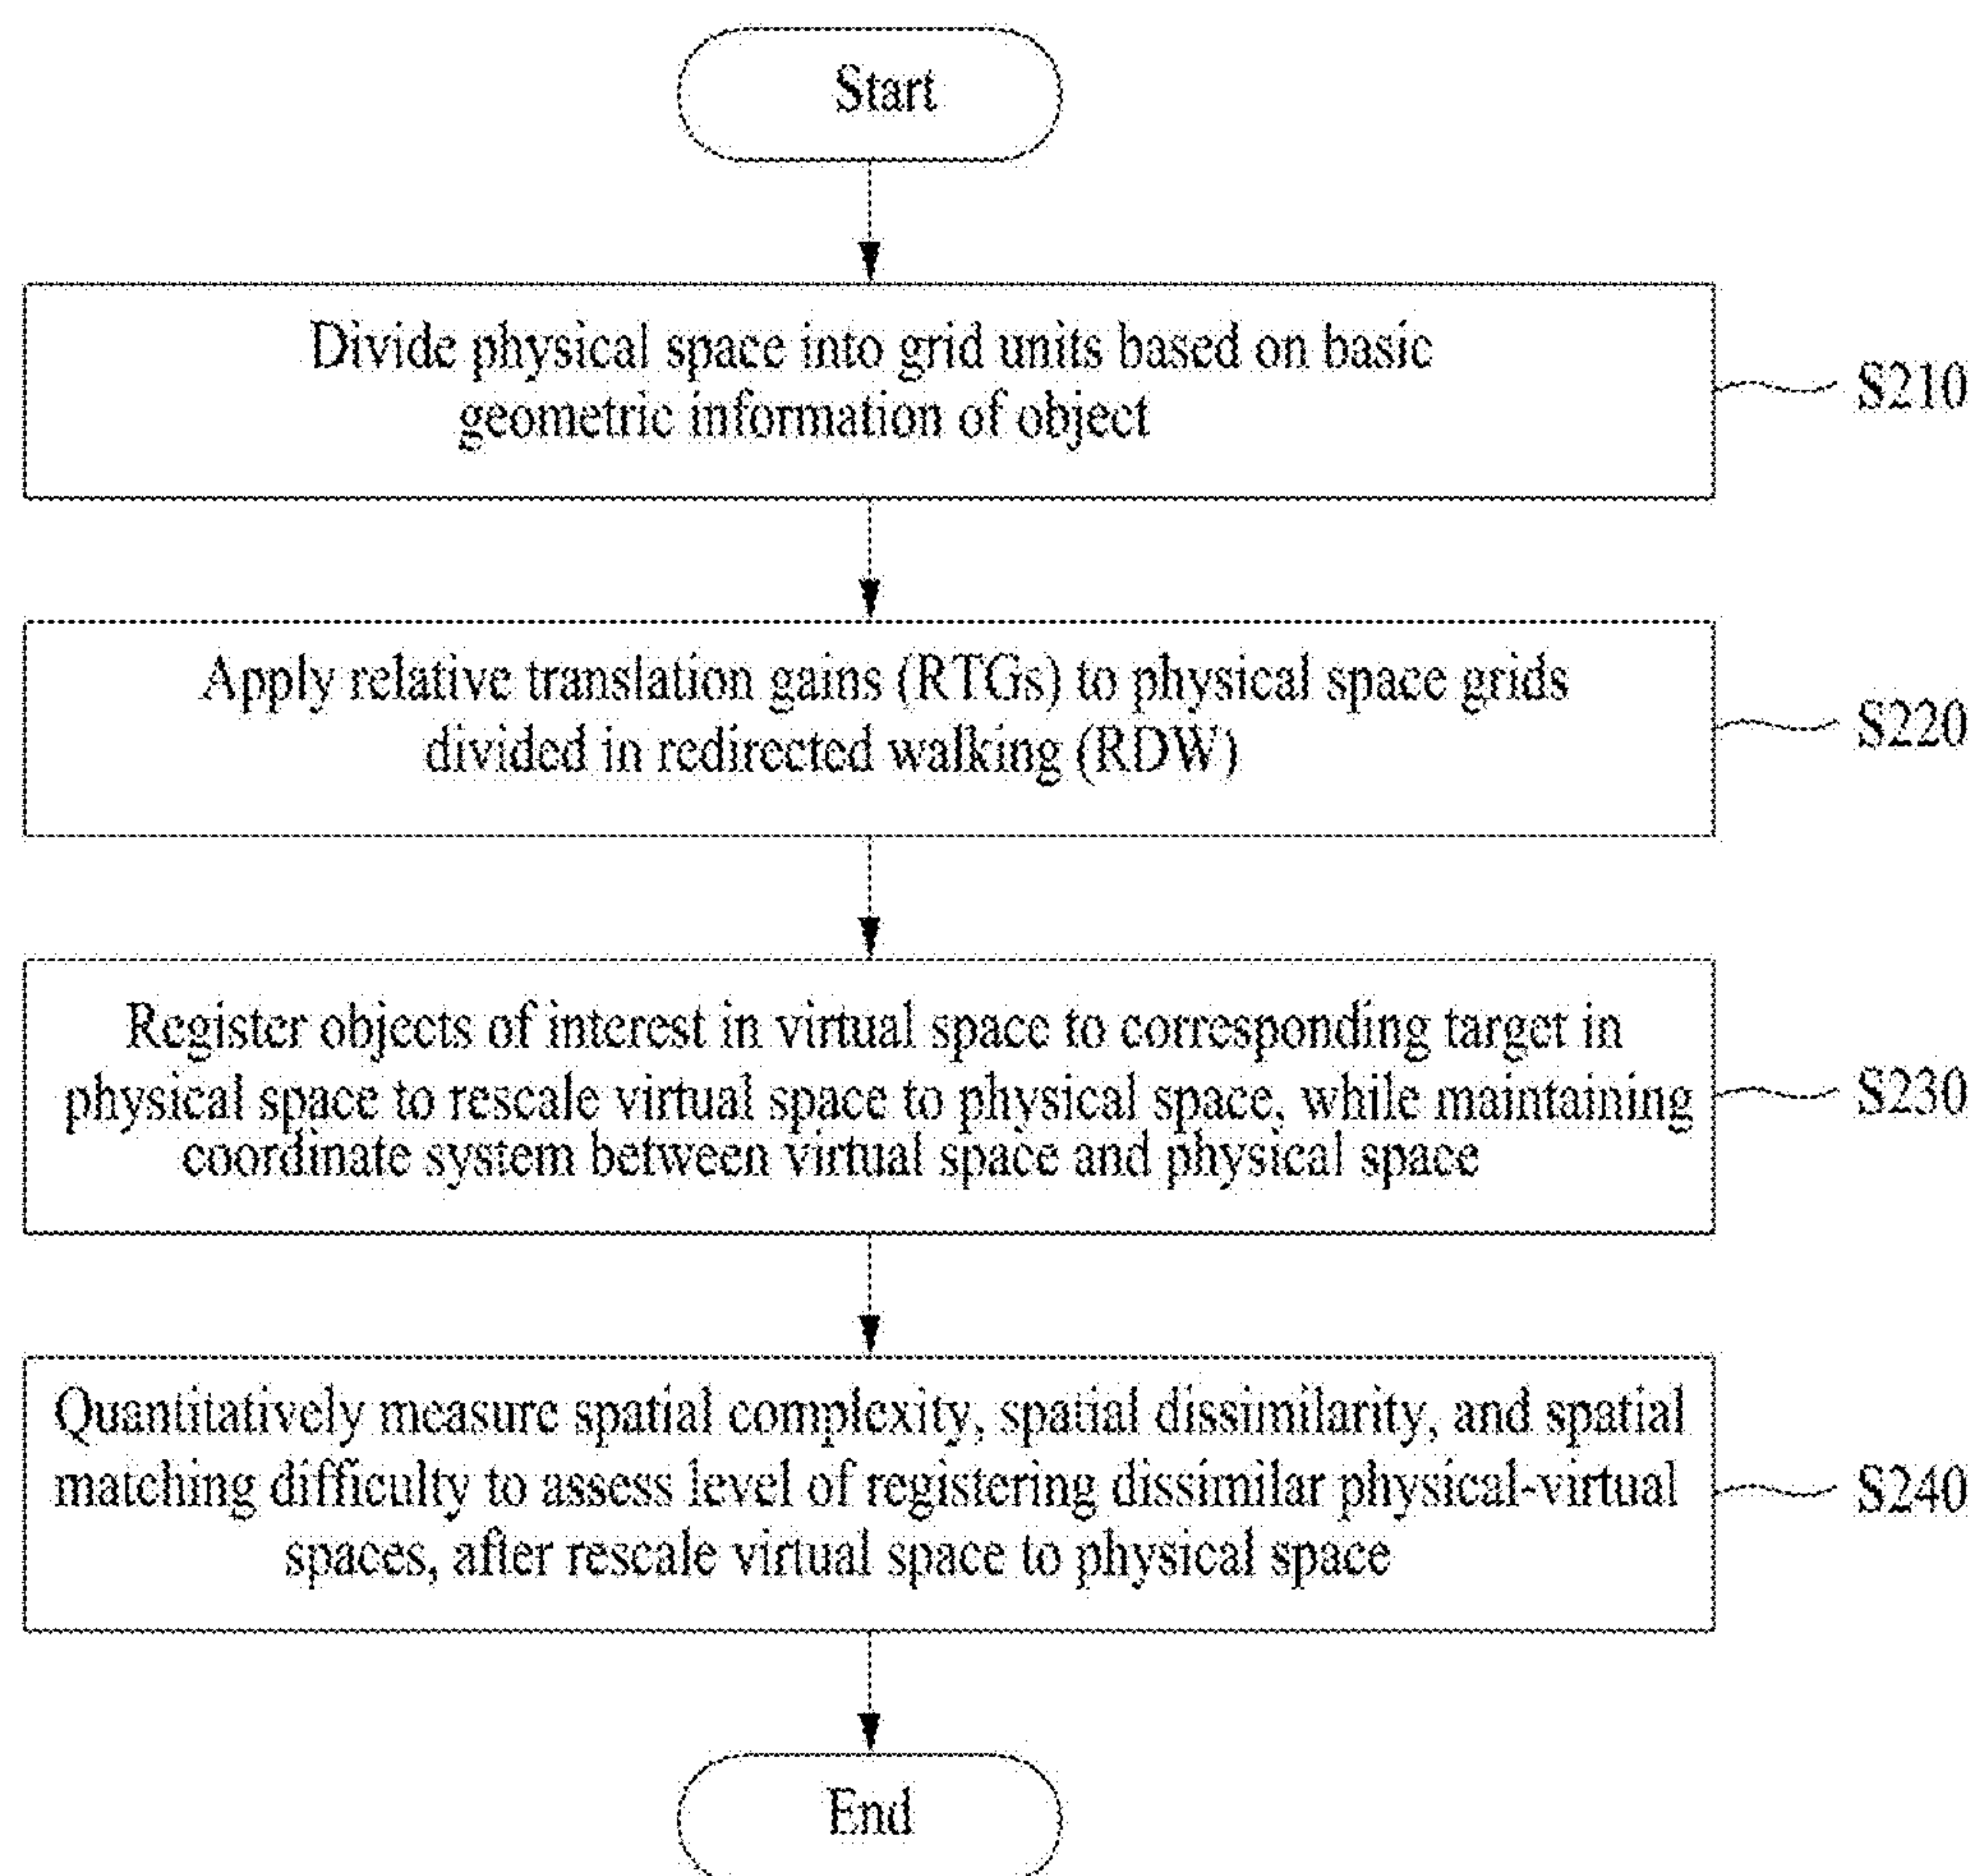 Start
Divide physical space into grid units based on basic
geometric information of object
S210
Apply relative translation gains (RTGs) to physical space grids
divided in redirected walking (RDW)
S220
Register objects of interest in virtual space to corresponding target in
physical space to rescale virtual space to physical space, while maintaining
coordinate system between virtual space and physical space
S230
Quantitatively measure spatial complexity, spatial dissimilarity, and spatial
matching difficulty to assess level of registering dissimilar physical-virtual
spaces, after rescale virtual space to physical space
S240
End